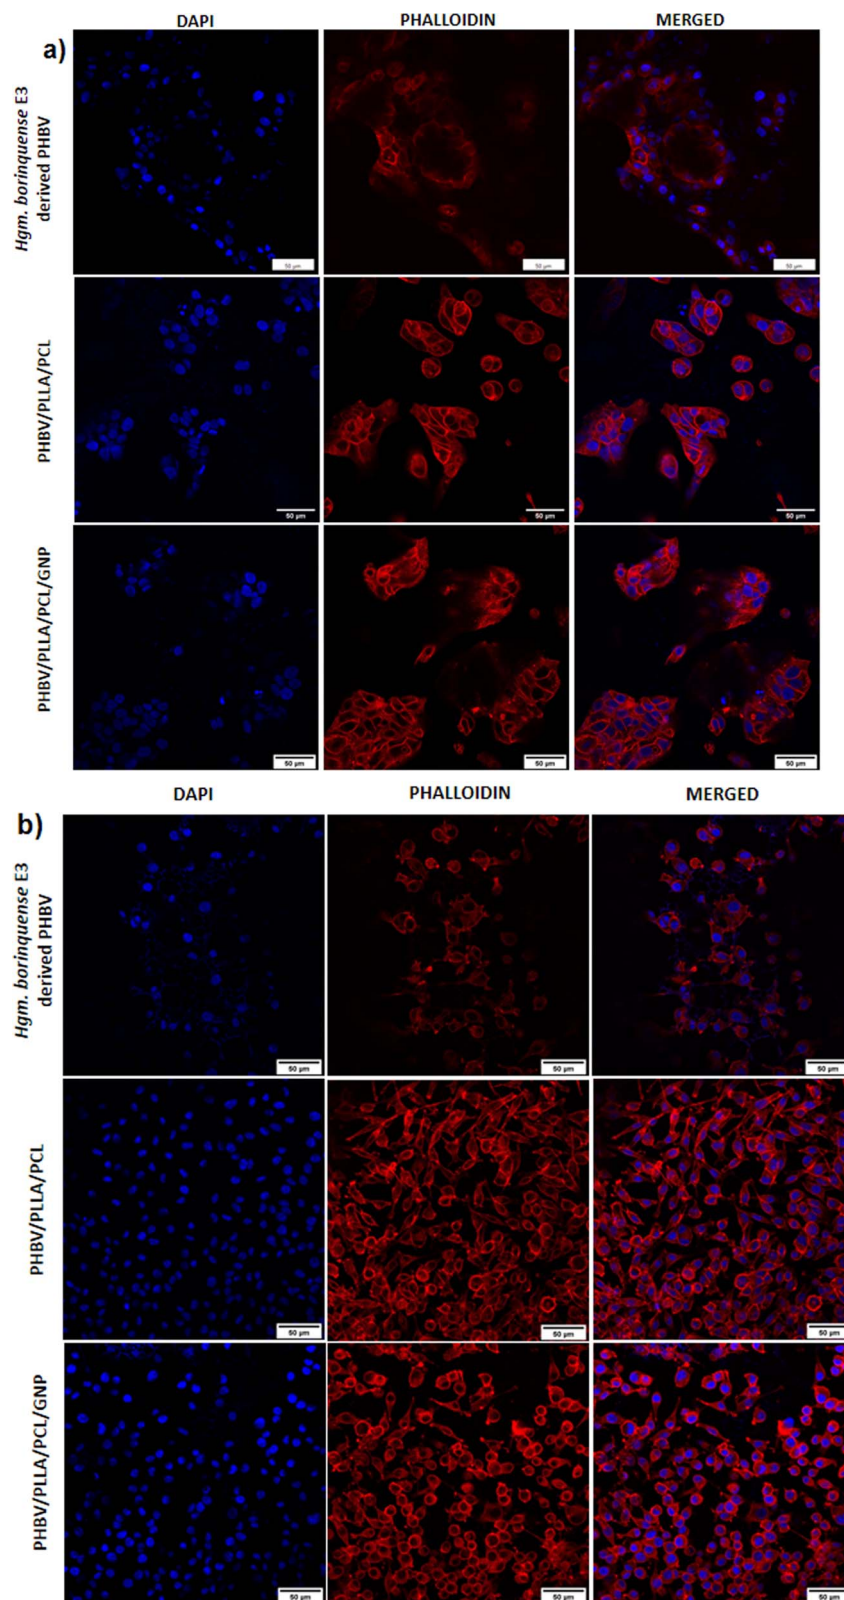 DAPI PHALLOIDIN MERGED
a)
Hgm. borinquense E3
derived PHBV
50 µm 50 µm 50 µm
PHBV/PLLA/PCL
50 µm 50 µm 50 µm
PHBV/PLLA/PCL/GNP
50 µm 50 µm 50 µm
DAPI PHALLOIDIN MERGED
b)
Hgm. borinquense E3
derived PHBV
50 µm 50 µm 50 µm
PHBV/PLLA/PCL
50 µm 50 µm 50 µm
PHBV/PLLA/PCL/GNP
50 µm 50 µm 50 µm